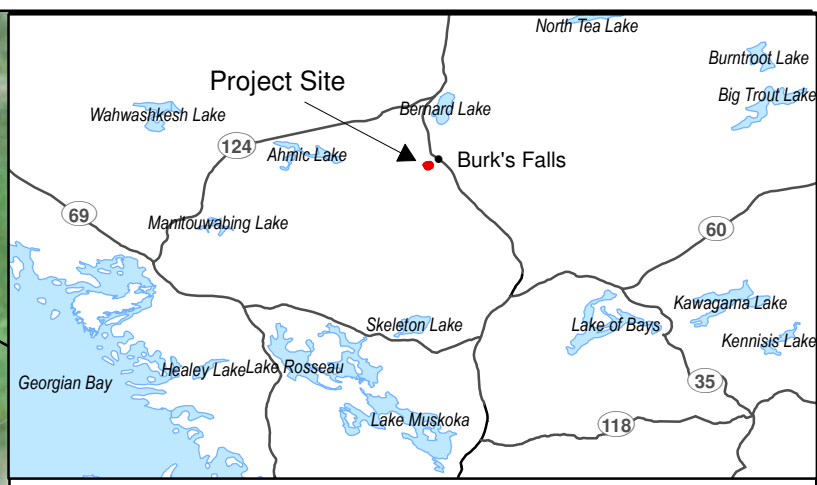 North Tea Lake
Burntroot Lake
Project Site
Big Trout Lake
Wahwashkesh Lake
Bernard Lake
124
Ahmic Lake
Burk's Falls
69
Manitouwabing Lake
60
Kawagama Lake
Skeleton Lake
Lake of Bays
Kennisis Lake
Healey Lake
Lake Rosseau
Georgian Bay
35
Lake Muskoka
118